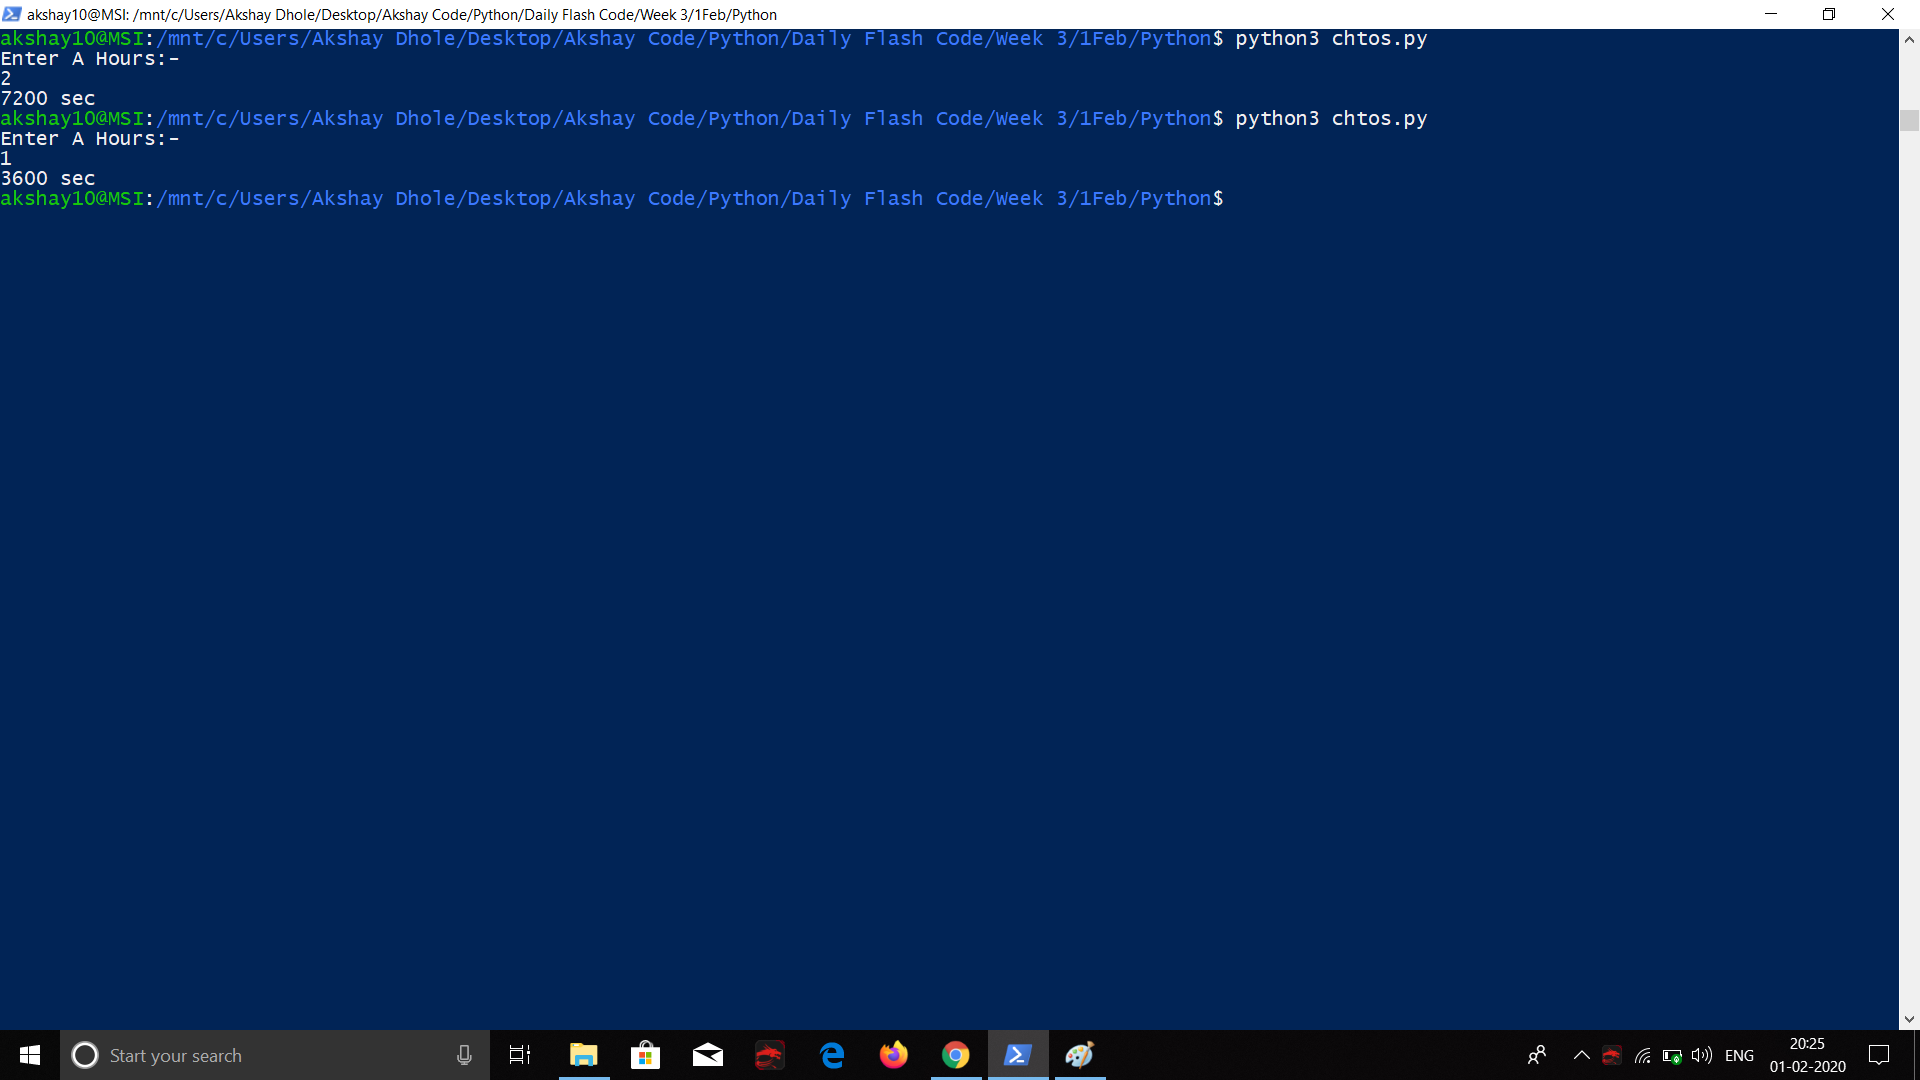 akshay10@MSI: /mnt/c/Users/Akshay Dhole/Desktop/Akshay Code/Python/Daily Flash Code/Week 3/1Feb/Python
akshay10@MSI:/mnt/c/Users/Akshay Dhole/Desktop/Akshay Code/Python/Daily Flash Code/Week 3/1Feb/Python$ python3 chtos.py
Enter A Hours:-
2
7200 sec
akshay10@MSI:/mnt/c/Users/Akshay Dhole/Desktop/Akshay Code/Python/Daily Flash Code/Week 3/1Feb/Python$ python3 chtos.py
Enter A Hours:-
1
3600 sec
akshay10@MSI:/mnt/c/Users/Akshay Dhole/Desktop/Akshay Code/Python/Daily Flash Code/Week 3/1Feb/Python$
Start your search
ENG
20:25
01-02-2020